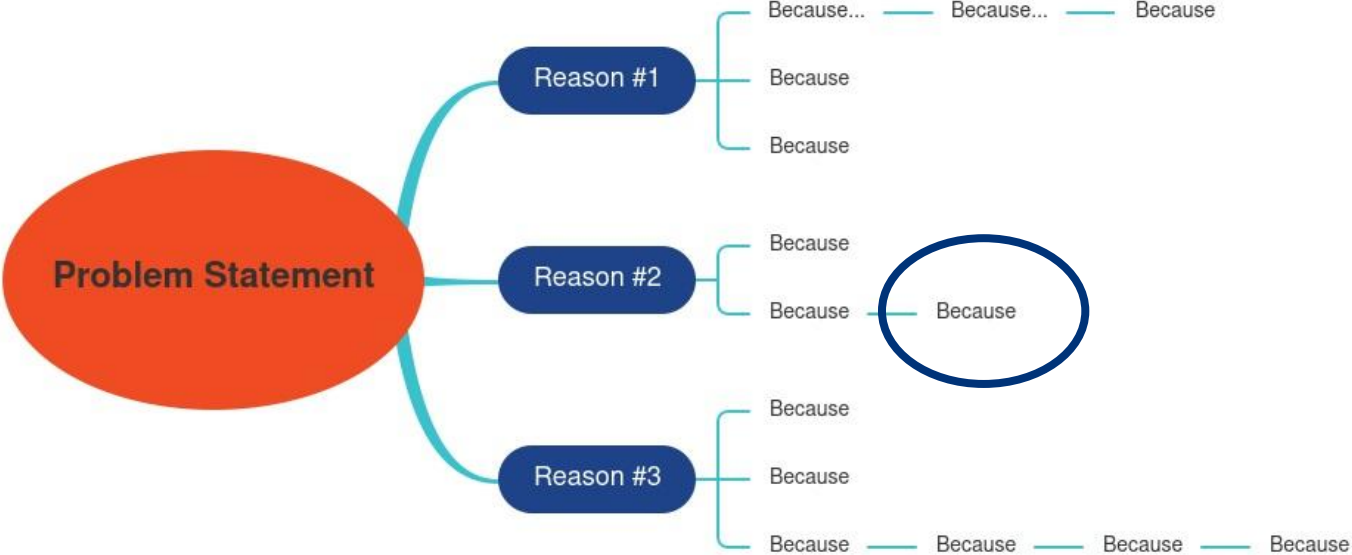 Because... Because... Because
Reason #1
Because
Because
Because
Problem Statement
Reason #2
Because Because
Because
Reason #3
Because
Because Because Because Because